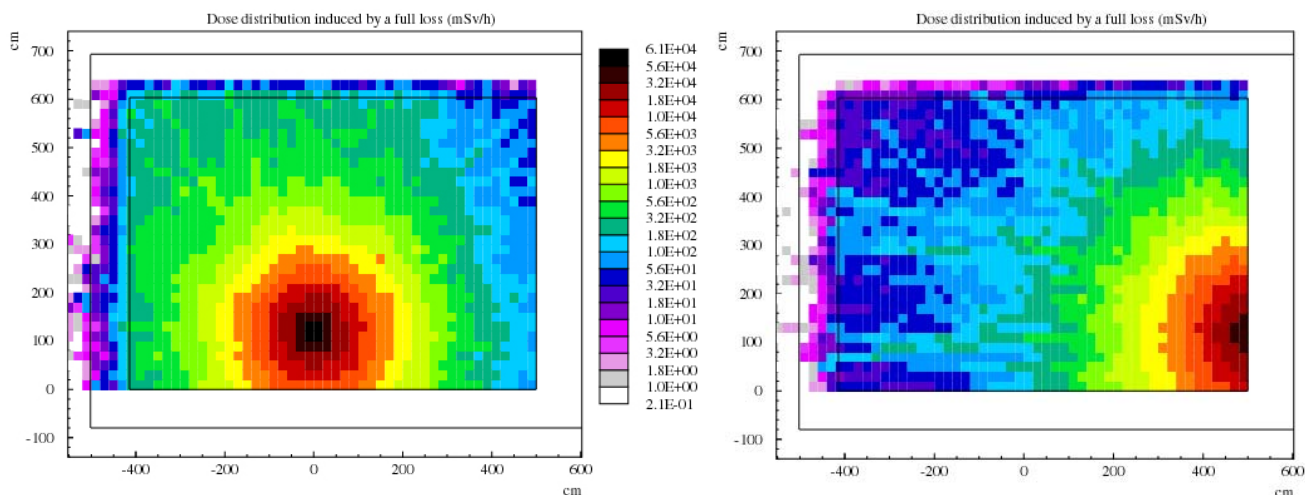 Dose distribution induced by a full loss (mSv/h)
cm
700
600
500
400
300
200
100
0
-100
-400
-200
0
200
400
600
cm
6.1E+04
5.6E+04
3.2E+04
1.8E+04
1.0E+04
5.6E+03
3.2E+03
1.8E+03
1.0E+03
5.6E+02
3.2E+02
1.8E+02
1.0E+02
5.6E+01
3.2E+01
1.8E+01
1.0E+01
5.6E+00
3.2E+00
1.8E+00
1.0E+00
2.1E-01
Dose distribution induced by a full loss (mSv/h)
cm
700
600
500
400
300
200
100
0
-100
-400
-200
0
200
400
600
cm